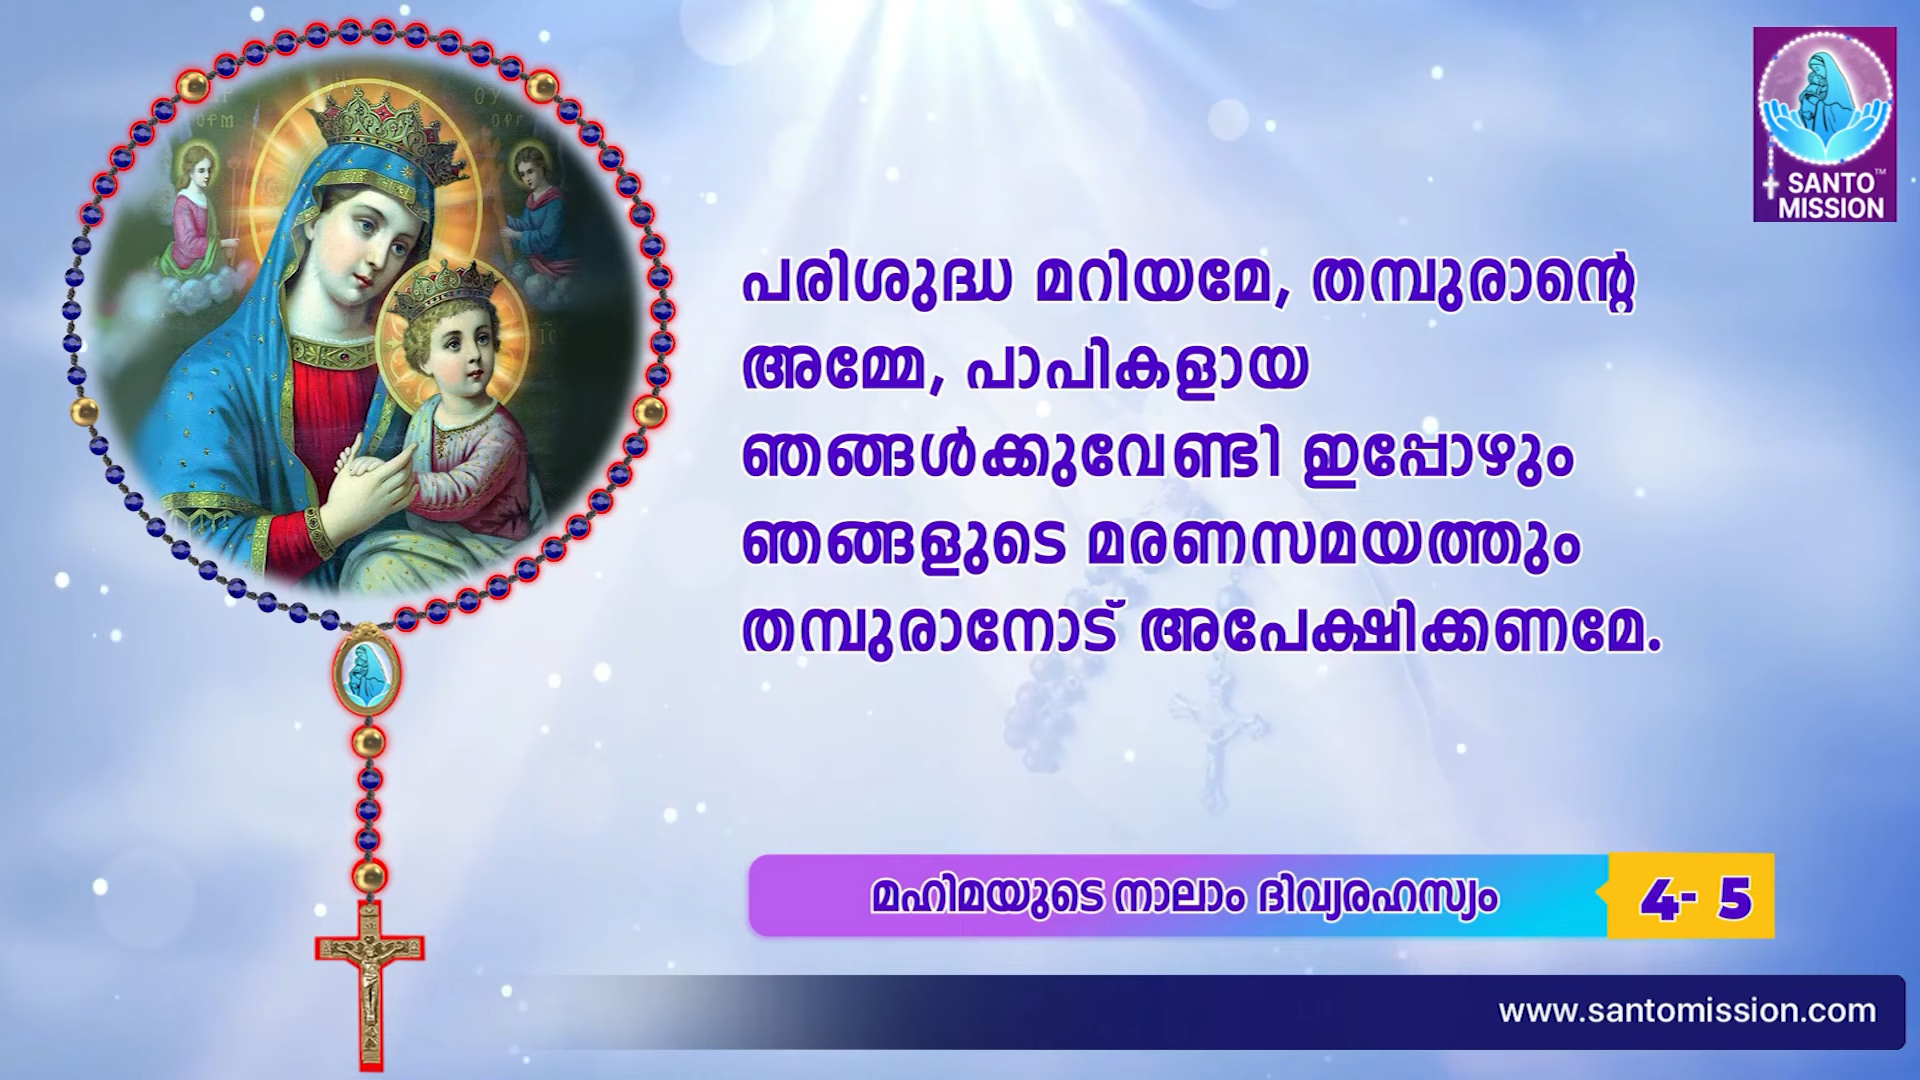 SANTO™
MISSION
പരിശുദ്ധ മറിയമേ, തമ്പുരാന്റെ
അമ്മേ, പാപികളായ
ഞങ്ങൾക്കുവേണ്ടി ഇപ്പോഴും
ഞങ്ങളുടെ മരണസമയത്തും
തമ്പുരാനോട് അപേക്ഷിക്കണമേ.
മഹിമയുടെ നാലാം ദിവ്യരഹസ്യം 4- 5
www.santomission.com